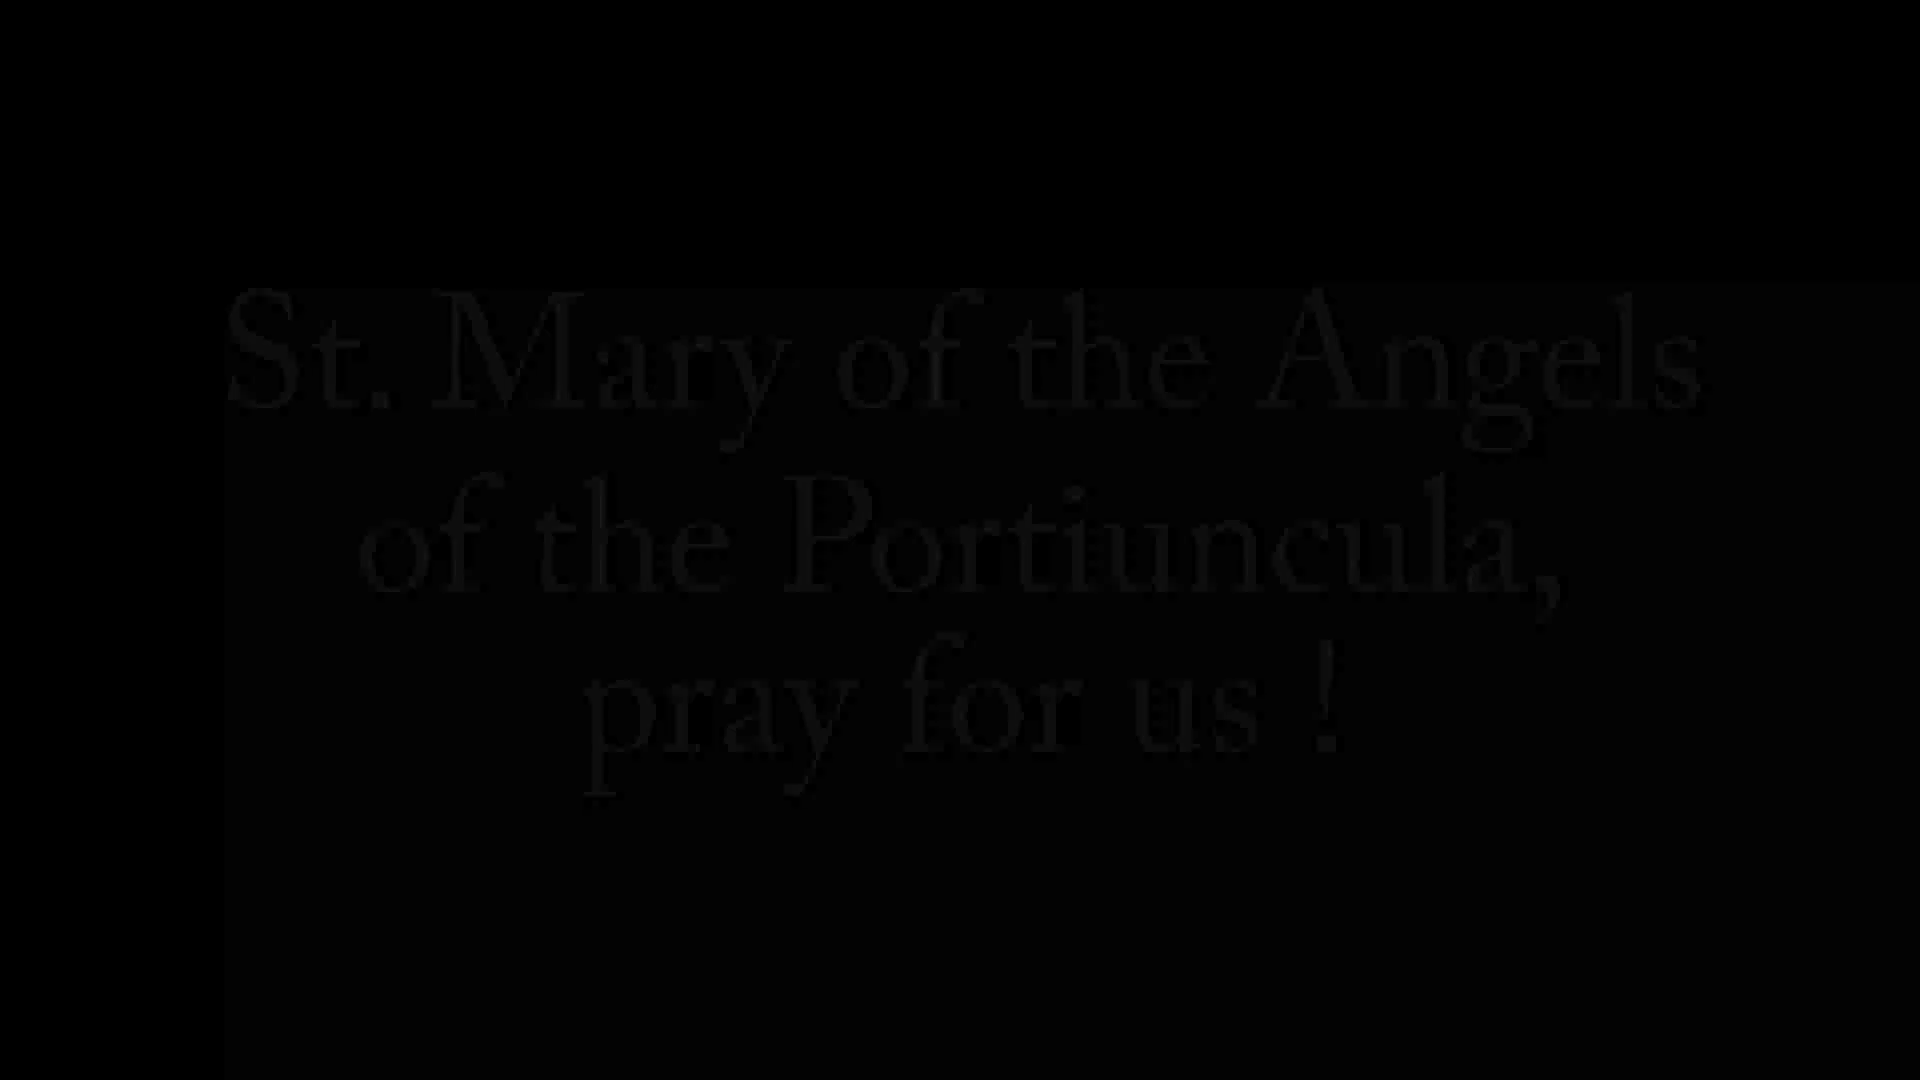 St. Mary of the Angels
of the Portiuncula,
pray for us !